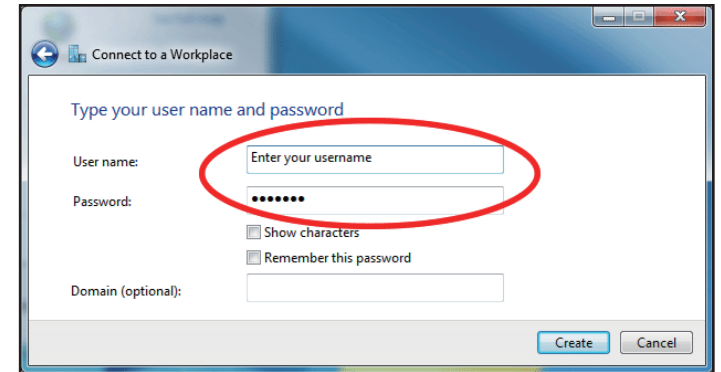 Connect to a Workplace
Type your user name and password
User name:
Enter your username
Password:
•••••••
Show characters
Remember this password
Domain (optional):
Create
Cancel